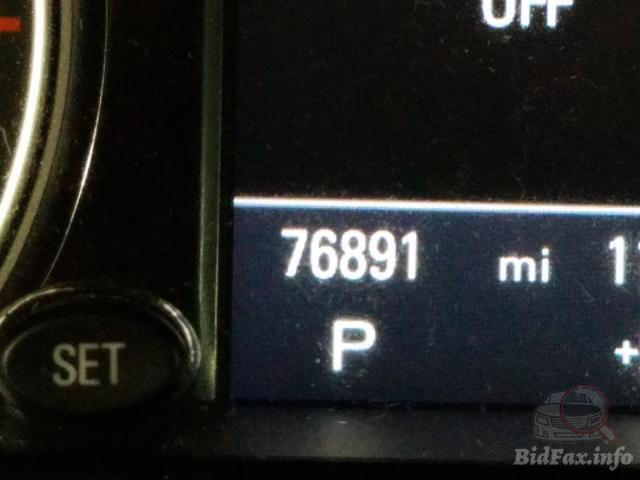 OFF
76891 mi
P
SET
BidFax.info